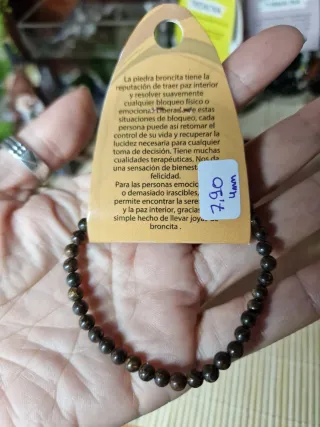 La piedra broncita tiene la
reputación de traer paz interior
y resolver suavemente
cualquier bloqueo físico o
emocional. Liberad de estas
situaciones de bloqueo, cada
persona puede así retomar el
control de su vida y recuperar la
lucidez necesaria para cualquier
toma de decisión. Tiene muchas
cualidades terapéuticas. Nos da
una sensación de bienest
felicidad.
Para las personas emocio
o demasiado irascibles,
permite encontrar la sere
y la paz interior, gracias
simple hecho de llevar joya
broncita .
7,90
4mm